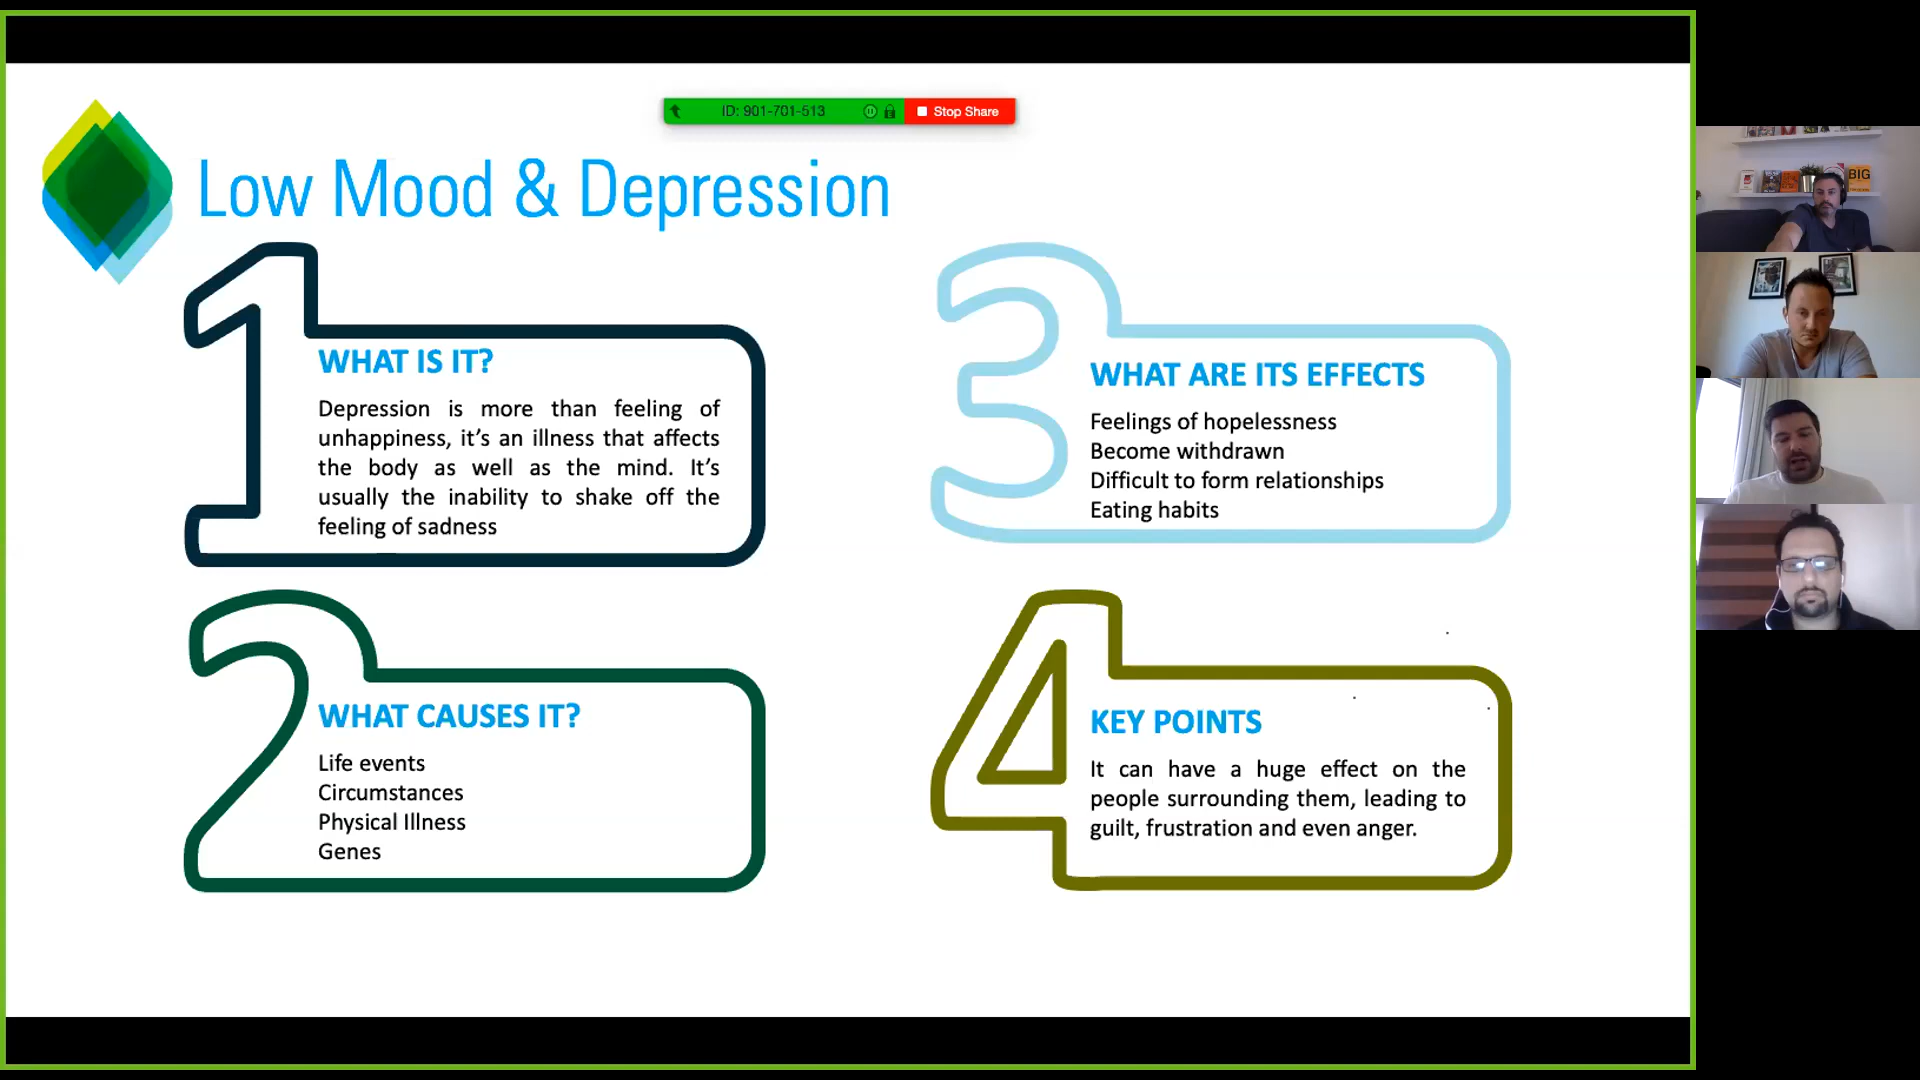 ID: 901-701-513
Stop Share
Low Mood & Depression
1
WHAT IS IT?
Depression is more than feeling of
unhappiness, it’s an illness that affects
the body as well as the mind. It’s
usually the inability to shake off the
feeling of sadness
2
WHAT CAUSES IT?
Life events
Circumstances
Physical Illness
Genes
3
WHAT ARE ITS EFFECTS
Feelings of hopelessness
Become withdrawn
Difficult to form relationships
Eating habits
4
KEY POINTS
It can have a huge effect on the
people surrounding them, leading to
guilt, frustration and even anger.
BIG